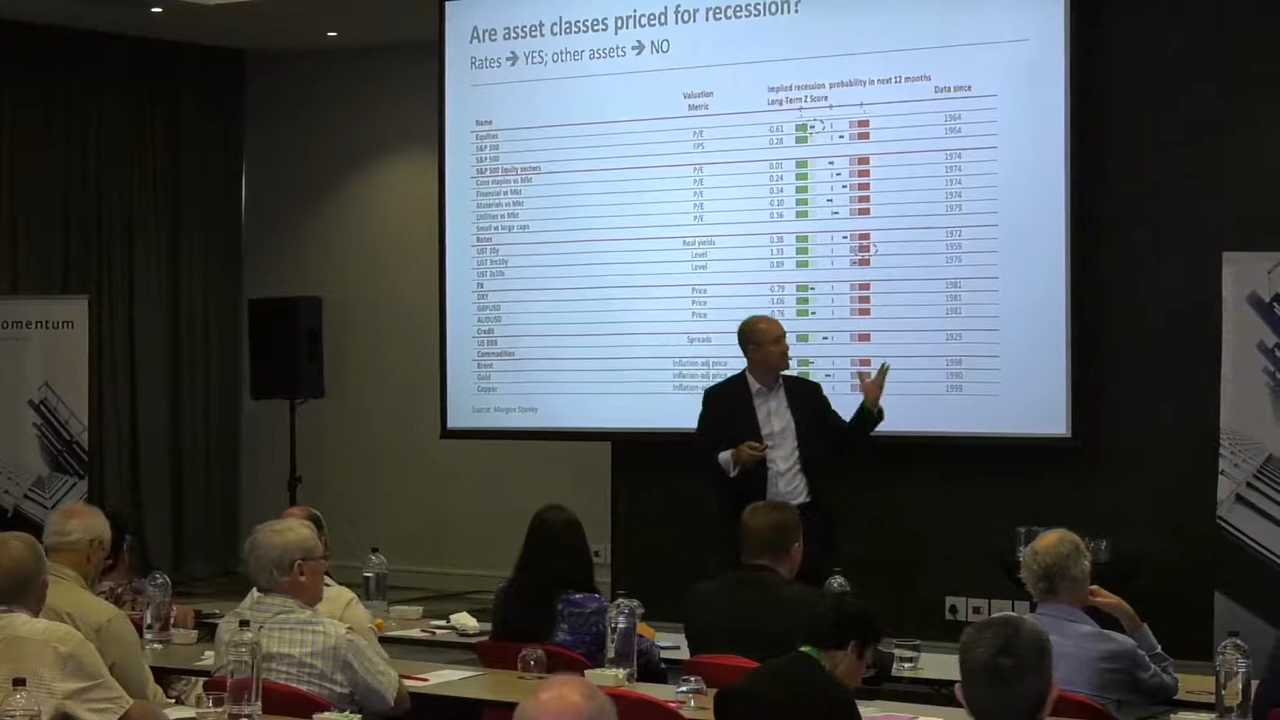 Are asset classes priced for recession?
Rates → YES; other assets → NO
Valuation
Metric
Implied recession probability in next 12 months
Long-Term Z Score
Data since
Name
Equities
S&P 500 P/E -0.61 1964
S&P 500 EPS 0.28 1964
S&P 500 Equity sectors
Cons staples vs Mkt P/E 0.01 1974
Financial vs Mkt P/E 0.24 1974
Materials vs Mkt P/E 0.34 1974
Utilities vs Mkt P/E -0.10 1974
Small vs large caps P/E 0.16 1979
Rates
UST 10y Real yields 0.38 1972
UST 3m10y Level 1.33 1959
UST 2s10s Level 0.89 1976
FX
DXY Price -0.79 1981
GBPUSD Price -1.06 1981
AUDUSD Price -0.76 1981
Credit
US BBB Spreads 1925
Commodities
Brent Inflation-adj price 1998
Gold Inflation-adj price 1990
Copper Inflation-adj 1999
Source: Morgan Stanley
omentum